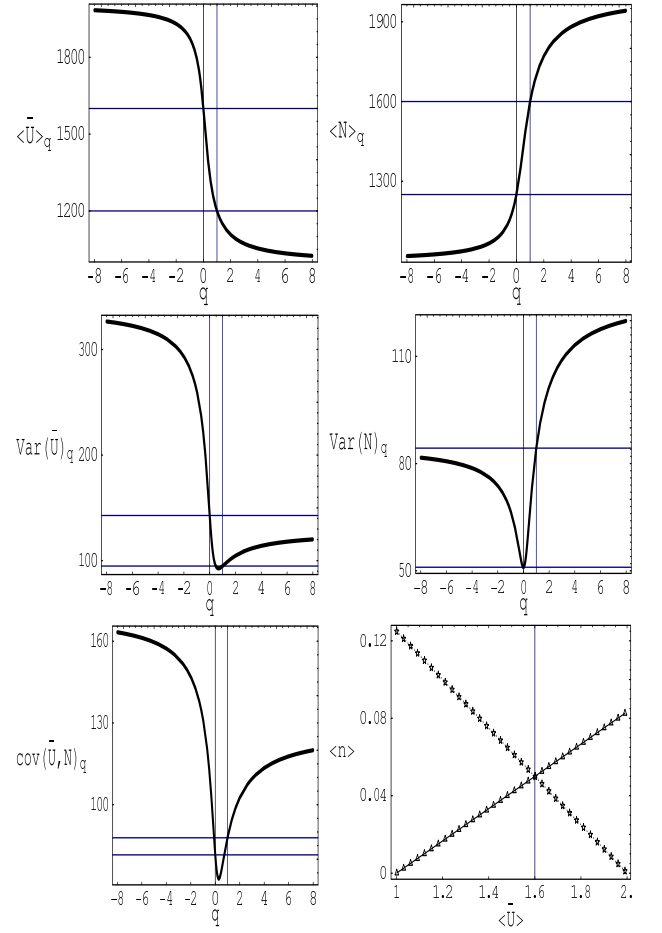 1800
1500
1200
<Ū>q
-8 -6 -4 -2 0 2 4 6 8
q
1900
1600
1300
<N>q
-8 -6 -4 -2 0 2 4 6 8
q
300
200
100
Var(Ū)q
-8 -6 -4 -2 0 2 4 6 8
q
110
80
50
Var(N)q
-8 -6 -4 -2 0 2 4 6 8
q
160
130
100
cov(Ū,N)q
-8 -6 -4 -2 0 2 4 6 8
q
0.12
0.08
0.04
0
<n>
1 1.2 1.4 1.6 1.8 2.
<Ū>